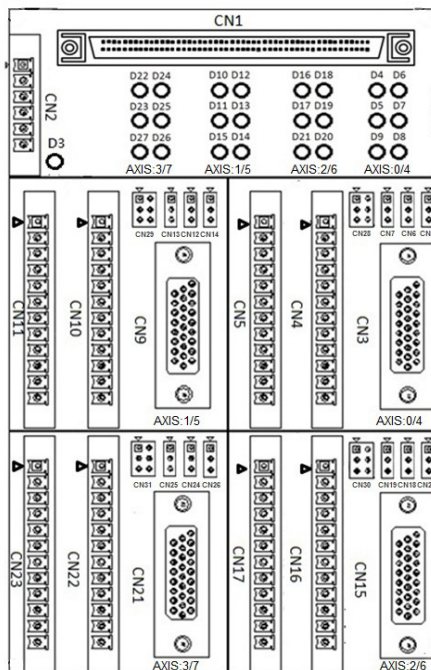 CN1
D22 D24 D10 D12 D16 D18 D4 D6
CN2
D23 D25 D11 D13 D17 D19 D5 D7
D3
D27 D26 D15 D14 D21 D20 D9 D8
AXIS:3/7 AXIS:1/5 AXIS:2/6 AXIS:0/4
CN29 CN13 CN12 CN14 CN28 CN7 CN6
CN11 CN10 CN9 CN5 CN4 CN3
AXIS:1/5 AXIS:0/4
CN31 CN25 CN24 CN26 CN30 CN19 CN18
CN23 CN22 CN21 CN17 CN16 CN15
AXIS:3/7 AXIS:2/6